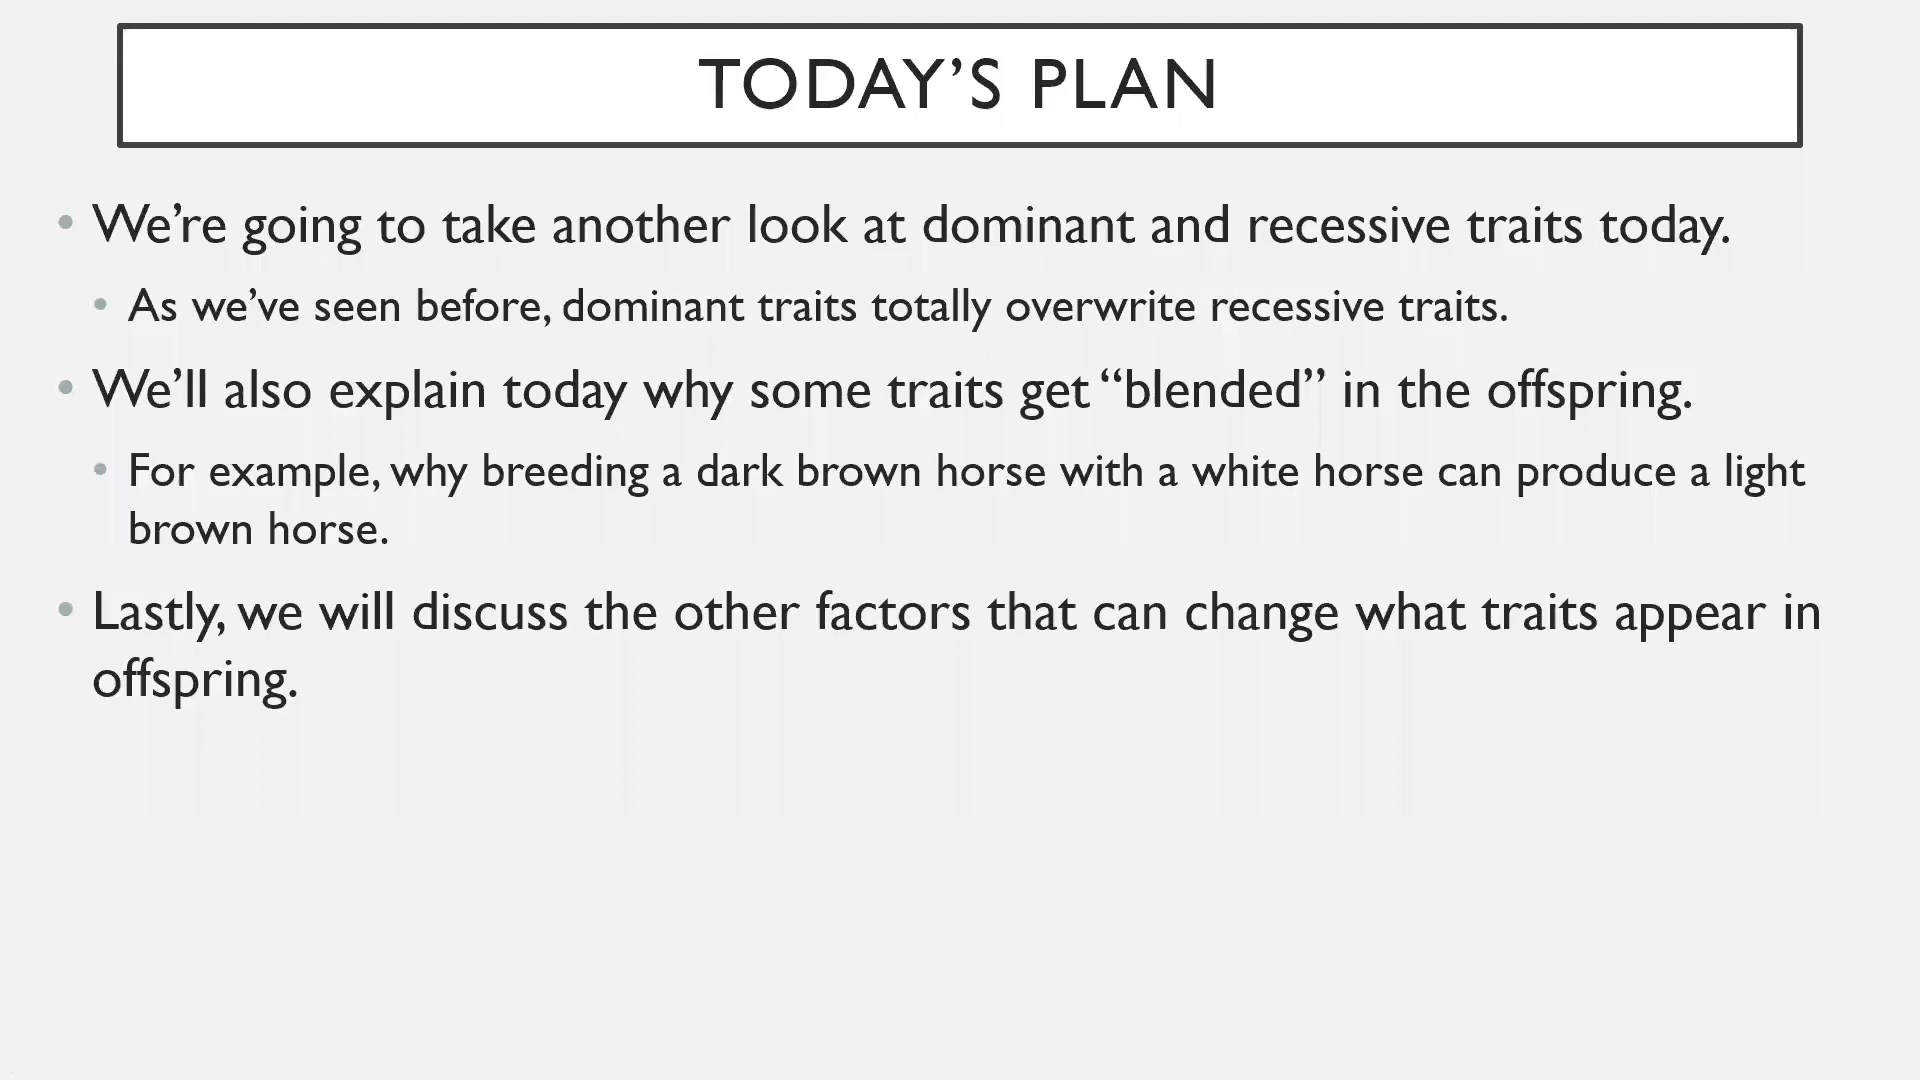 TODAY’S PLAN
• We’re going to take another look at dominant and recessive traits today.
• As we’ve seen before, dominant traits totally overwrite recessive traits.
• We’ll also explain today why some traits get “blended” in the offspring.
• For example, why breeding a dark brown horse with a white horse can produce a light
brown horse.
• Lastly, we will discuss the other factors that can change what traits appear in
offspring.